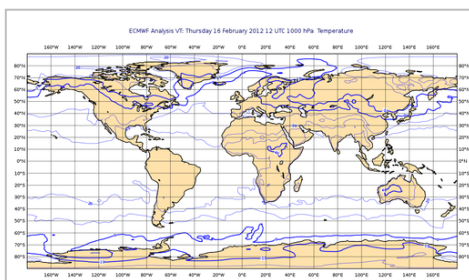 ECMWF Analysis VT: Thursday 16 February 2012 12 UTC 1000 hPa Temperature
160°W 140°W 120°W 100°W 80°W 60°W 40°W 20°W 0°E 20°E 40°E 60°E 80°E 100°E 120°E 140°E 160°E
80°N 80°N
70°N 70°N
60°N 60°N
50°N 50°N
40°N 40°N
30°N 30°N
20°N 20°N
10°N 10°N
0°N 0°N
10°S 10°S
20°S 20°S
30°S 30°S
40°S 40°S
50°S 50°S
60°S 60°S
70°S 70°S
80°S 80°S
160°W 140°W 120°W 100°W 80°W 60°W 40°W 20°W 0°E 20°E 40°E 60°E 80°E 100°E 120°E 140°E 160°E